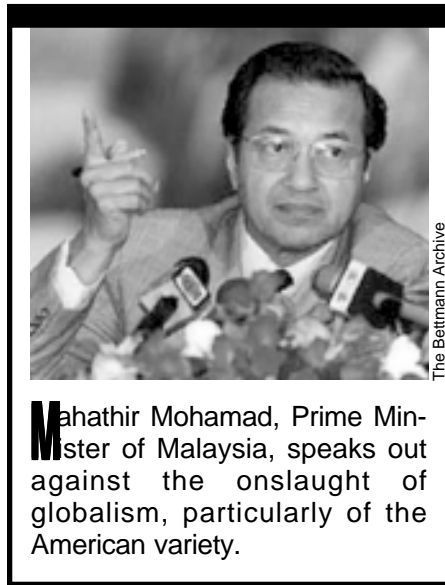 The Bettmann Archive
Mahathir Mohamad, Prime Min-
ister of Malaysia, speaks out
against the onslaught of
globalism, particularly of the
American variety.